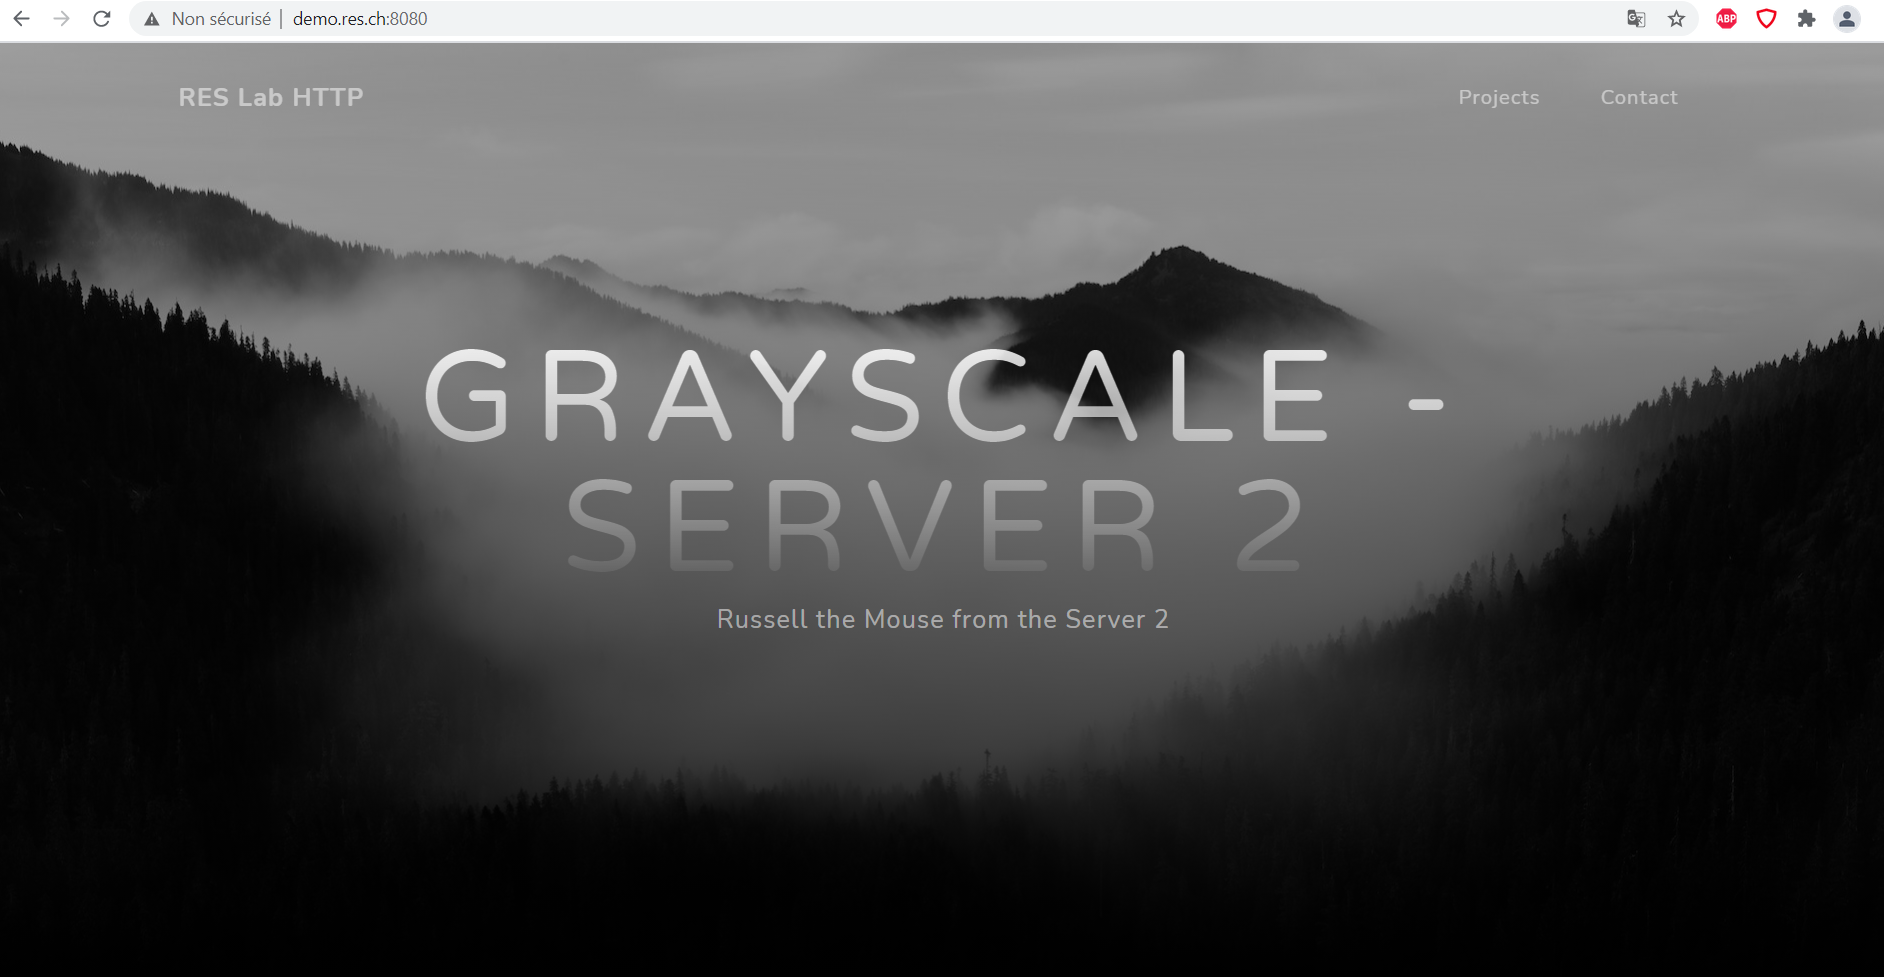 Non sécurisé | demo.res.ch:8080
ABP
RES Lab HTTP
Projects
Contact
GRAYSCALE -
SERVER 2
Russell the Mouse from the Server 2